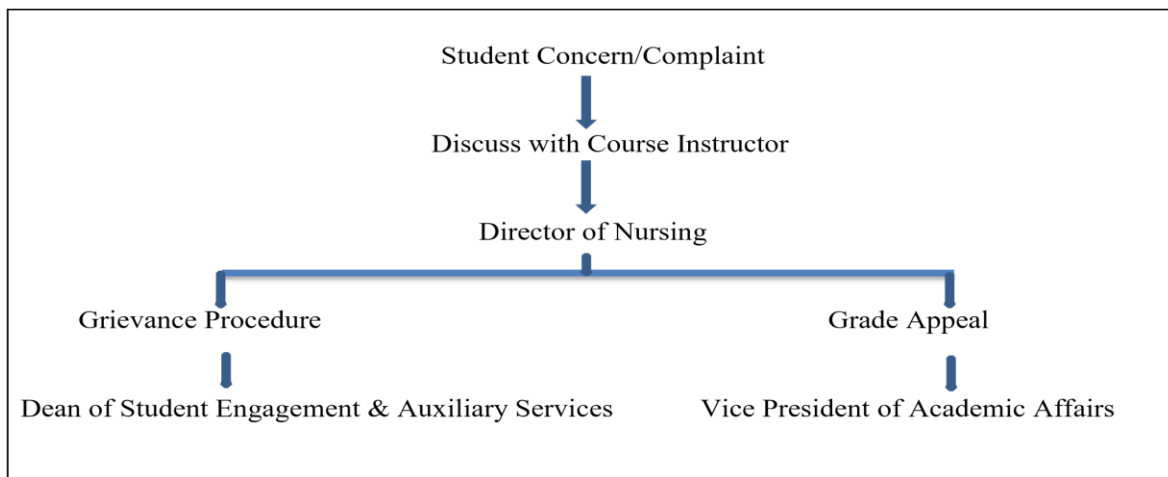 Student Concern/Complaint
Discuss with Course Instructor
Director of Nursing
Grievance Procedure
Grade Appeal
Dean of Student Engagement & Auxiliary Services
Vice President of Academic Affairs